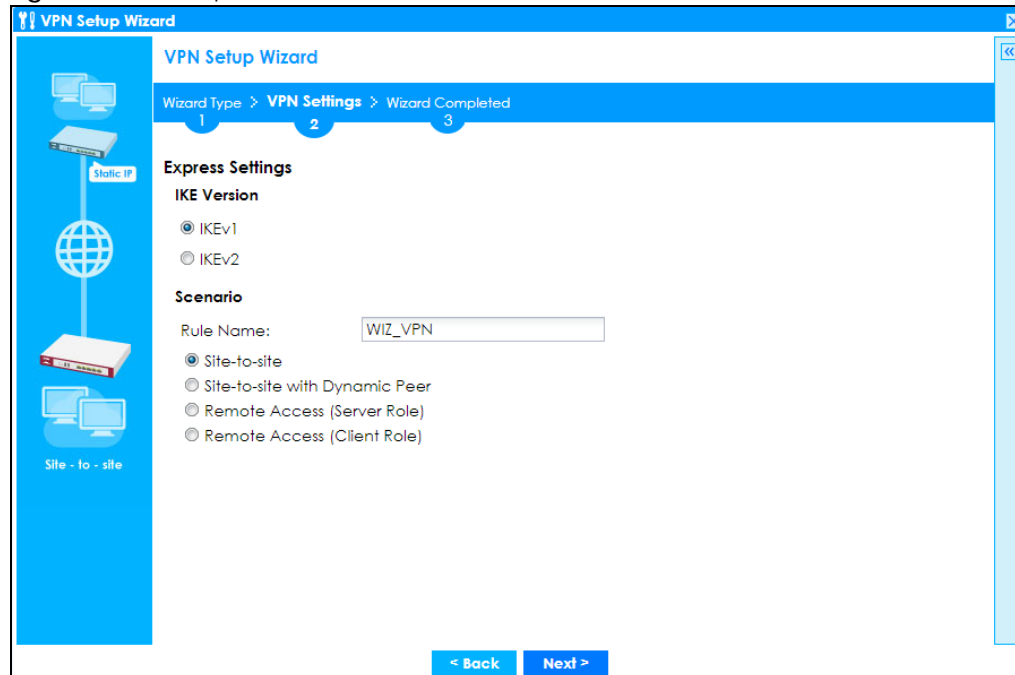 VPN Setup Wizard
VPN Setup Wizard
Wizard Type > VPN Settings > Wizard Completed
1 2 3
Static IP
Express Settings
IKE Version
IKEv1
IKEv2
Scenario
Rule Name: WIZ_VPN
Site-to-site
Site-to-site with Dynamic Peer
Remote Access (Server Role)
Remote Access (Client Role)
Site - to - site
< Back Next >